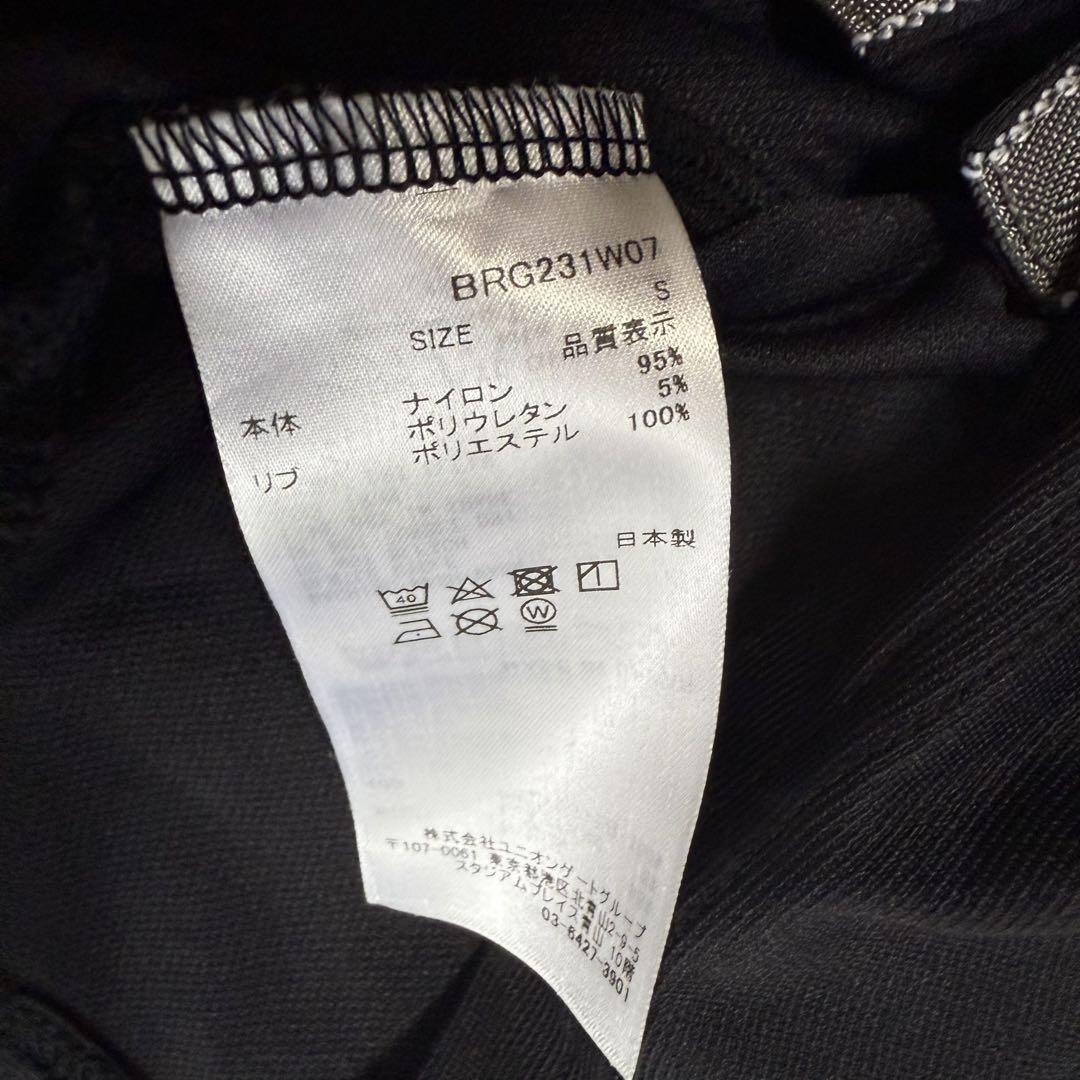 BRG231W07
SIZE S
品質表示
本体 ナイロン 95%
ポリウレタン 5%
リブ ポリエステル 100%
日本製
40
W
株式会社ユニオンゲートグループ
〒107-0061 東京都港区北青山2-9-5
スタジアムプレイス青山 10階
03-6427-3901